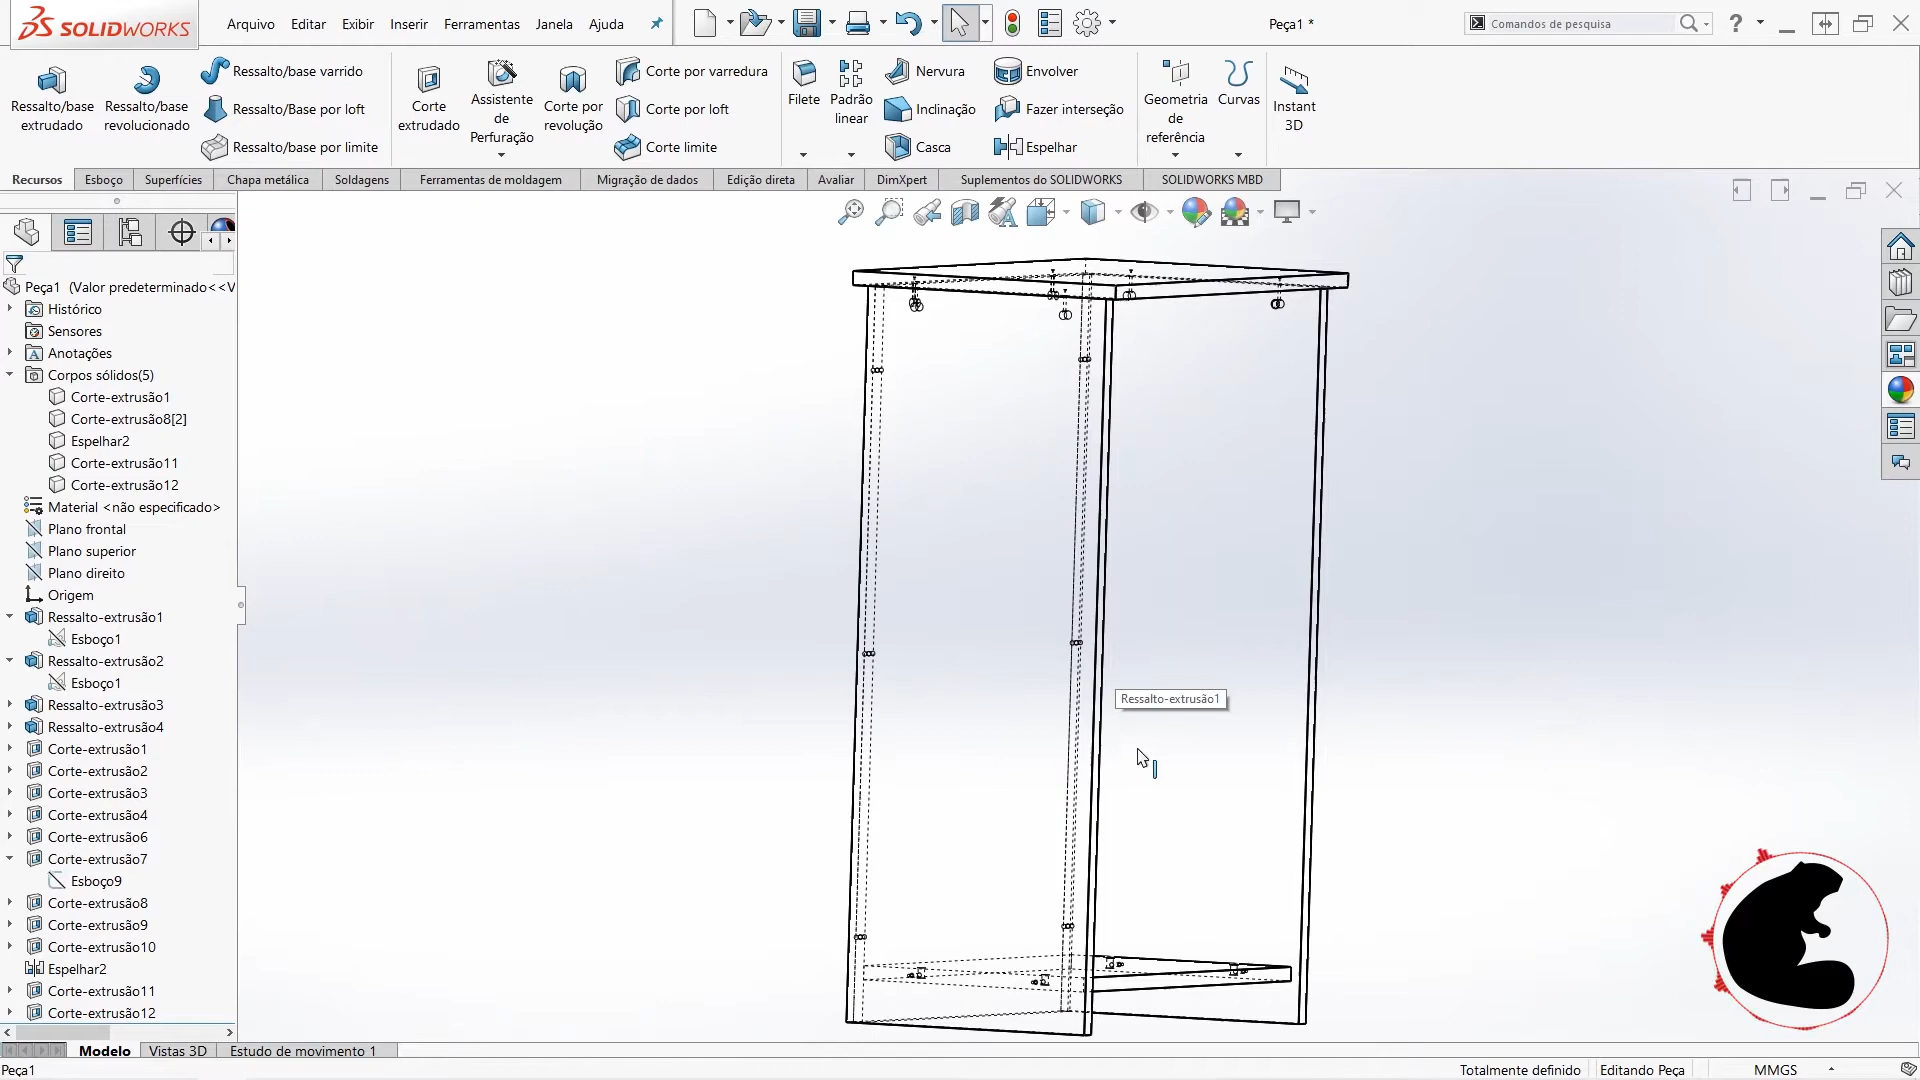 SOLIDWORKS
Arquivo Editar Exibir Inserir Ferramentas Janela Ajuda
Peça1 *
Comandos de pesquisa
?
Ressalto/base extrudado
Ressalto/base revolucionado
Ressalto/base varrido
Ressalto/Base por loft
Ressalto/base por limite
Corte extrudado
Assistente de Perfuração
Corte por revolução
Corte por varredura
Corte por loft
Corte limite
Filete
Padrão linear
Nervura
Inclinação
Casca
Envolver
Fazer interseção
Espelhar
Geometria de referência
Curvas
Instant 3D
Recursos Esboço Superfícies Chapa metálica Soldagens Ferramentas de moldagem Migração de dados Edição direta Avaliar DimXpert Suplementos do SOLIDWORKS SOLIDWORKS MBD
Peça1 (Valor predeterminado<<V
Histórico
Sensores
Anotações
Corpos sólidos(5)
Corte-extrusão1
Corte-extrusão8[2]
Espelhar2
Corte-extrusão11
Corte-extrusão12
Material <não especificado>
Plano frontal
Plano superior
Plano direito
Origem
Ressalto-extrusão1
Esboço1
Ressalto-extrusão2
Esboço1
Ressalto-extrusão3
Ressalto-extrusão4
Corte-extrusão1
Corte-extrusão2
Corte-extrusão3
Corte-extrusão4
Corte-extrusão6
Corte-extrusão7
Esboço9
Corte-extrusão8
Corte-extrusão9
Corte-extrusão10
Espelhar2
Corte-extrusão11
Corte-extrusão12
Ressalto-extrusão1
Modelo Vistas 3D Estudo de movimento 1
Peça1
Totalmente definido Editando Peça MMGS